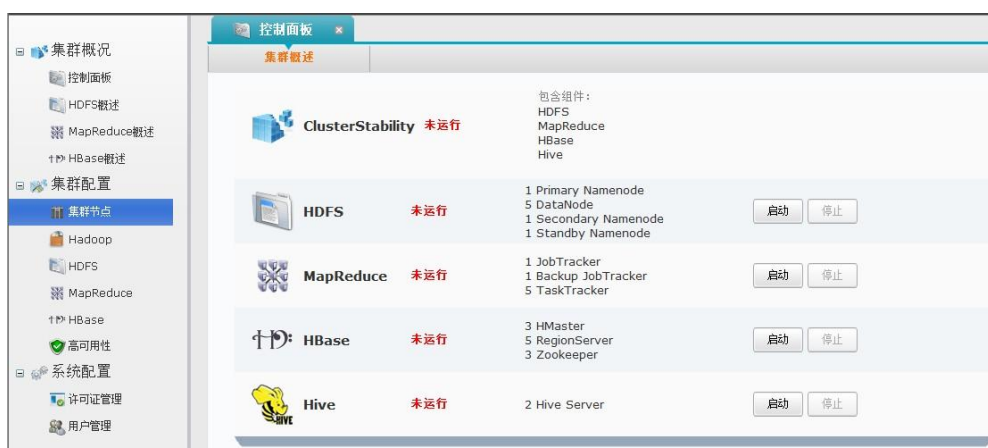 集群概况
控制面板
HDFS概述
MapReduce概述
HBase概述
集群配置
集群节点
Hadoop
HDFS
MapReduce
HBase
高可用性
系统配置
许可证管理
用户管理
控制面板
集群概述
ClusterStability 未运行
包含组件:
HDFS
MapReduce
HBase
Hive
HDFS 未运行
1 Primary Namenode
5 DataNode
1 Secondary Namenode
1 Standby Namenode
启动 停止
MapReduce 未运行
1 JobTracker
1 Backup JobTracker
5 TaskTracker
启动 停止
HBase 未运行
3 HMaster
5 RegionServer
3 Zookeeper
启动 停止
HIVE
Hive 未运行
2 Hive Server
启动 停止